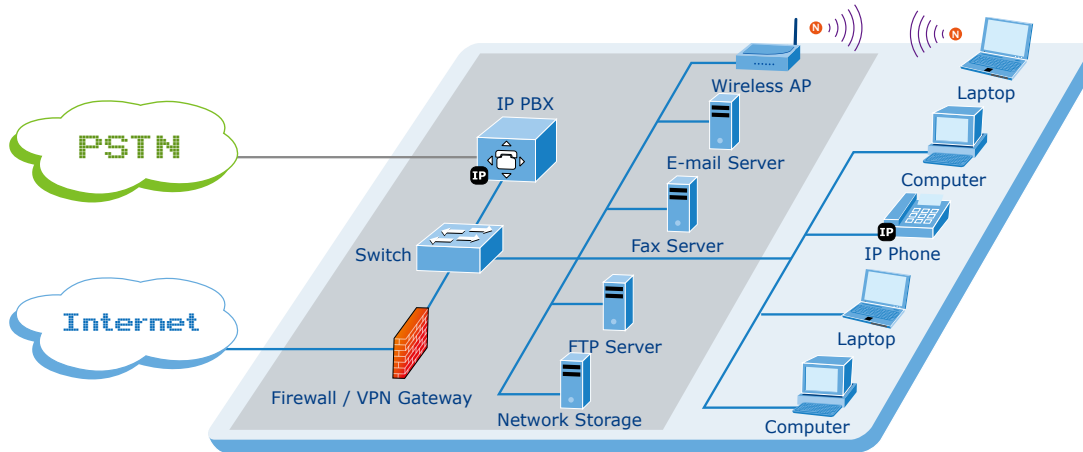 N
N
Wireless AP
Laptop
IP PBX
PSTN
E-mail Server
Computer
IP
IP
Fax Server
IP Phone
Switch
Internet
FTP Server
Laptop
Firewall / VPN Gateway
Network Storage
Computer